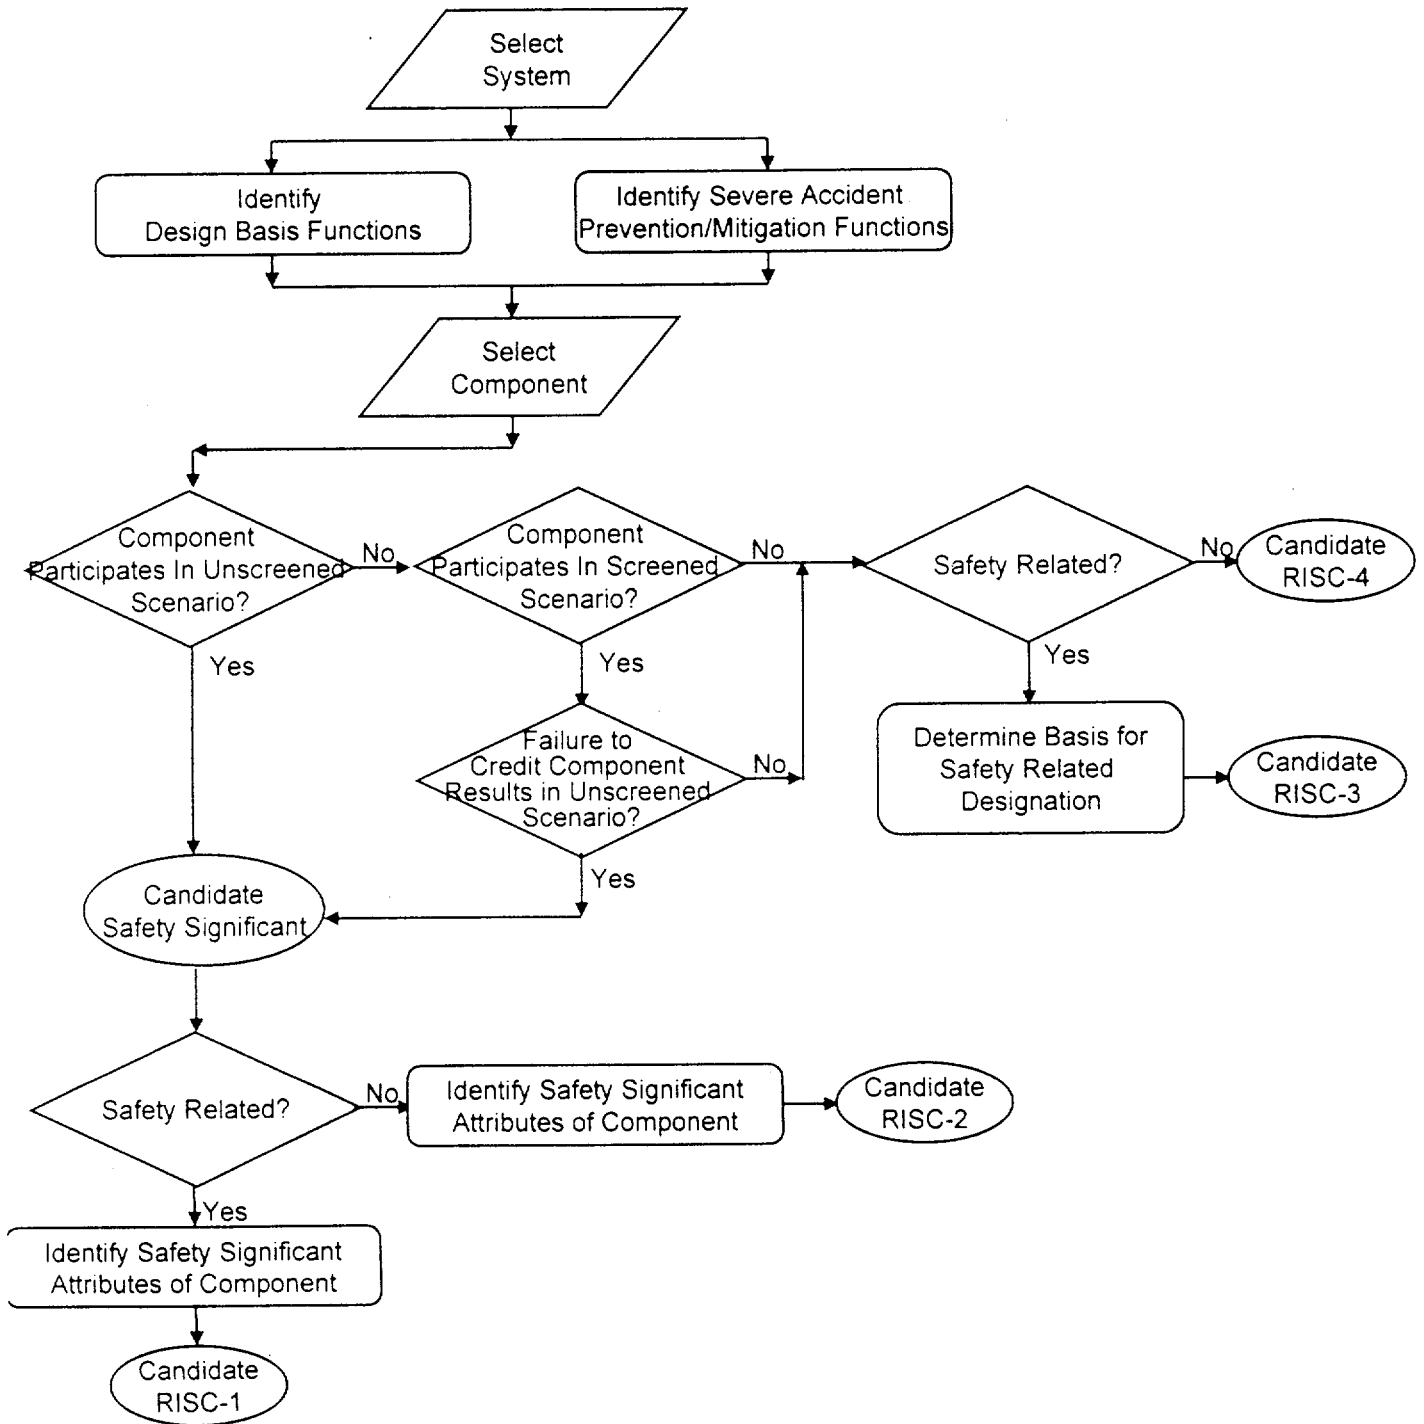 Select
System
Identify
Design Basis Functions
Identify Severe Accident
Prevention/Mitigation Functions
Select
Component
Component
Participates In Unscreened
Scenario?
No
Yes
Component
Participates In Screened
Scenario?
No
Yes
Safety Related?
No
Candidate
RISC-4
Yes
Failure to
Credit Component
Results in Unscreened
Scenario?
No
Yes
Determine Basis for
Safety Related
Designation
Candidate
RISC-3
Candidate
Safety Significant
Safety Related?
No
Identify Safety Significant
Attributes of Component
Candidate
RISC-2
Yes
Identify Safety Significant
Attributes of Component
Candidate
RISC-1